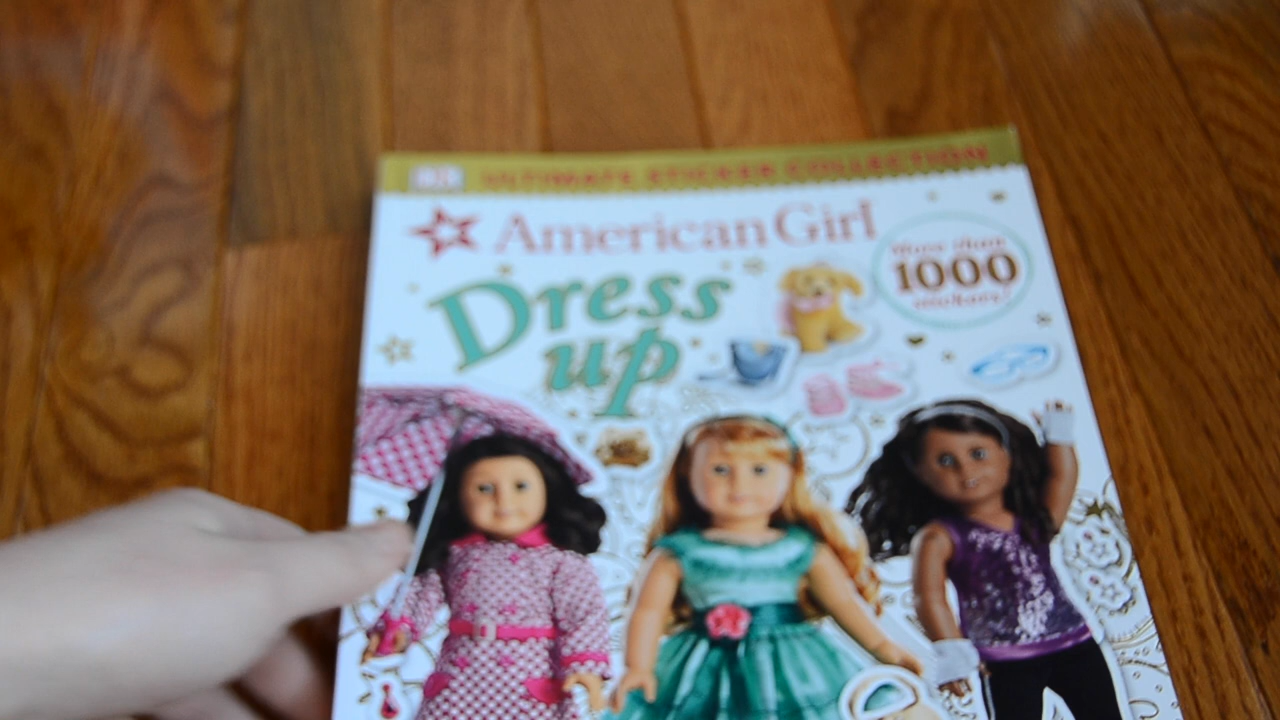 DK ULTIMATE STICKER COLLECTION
American Girl
More than
1000
stickers!
Dress
up